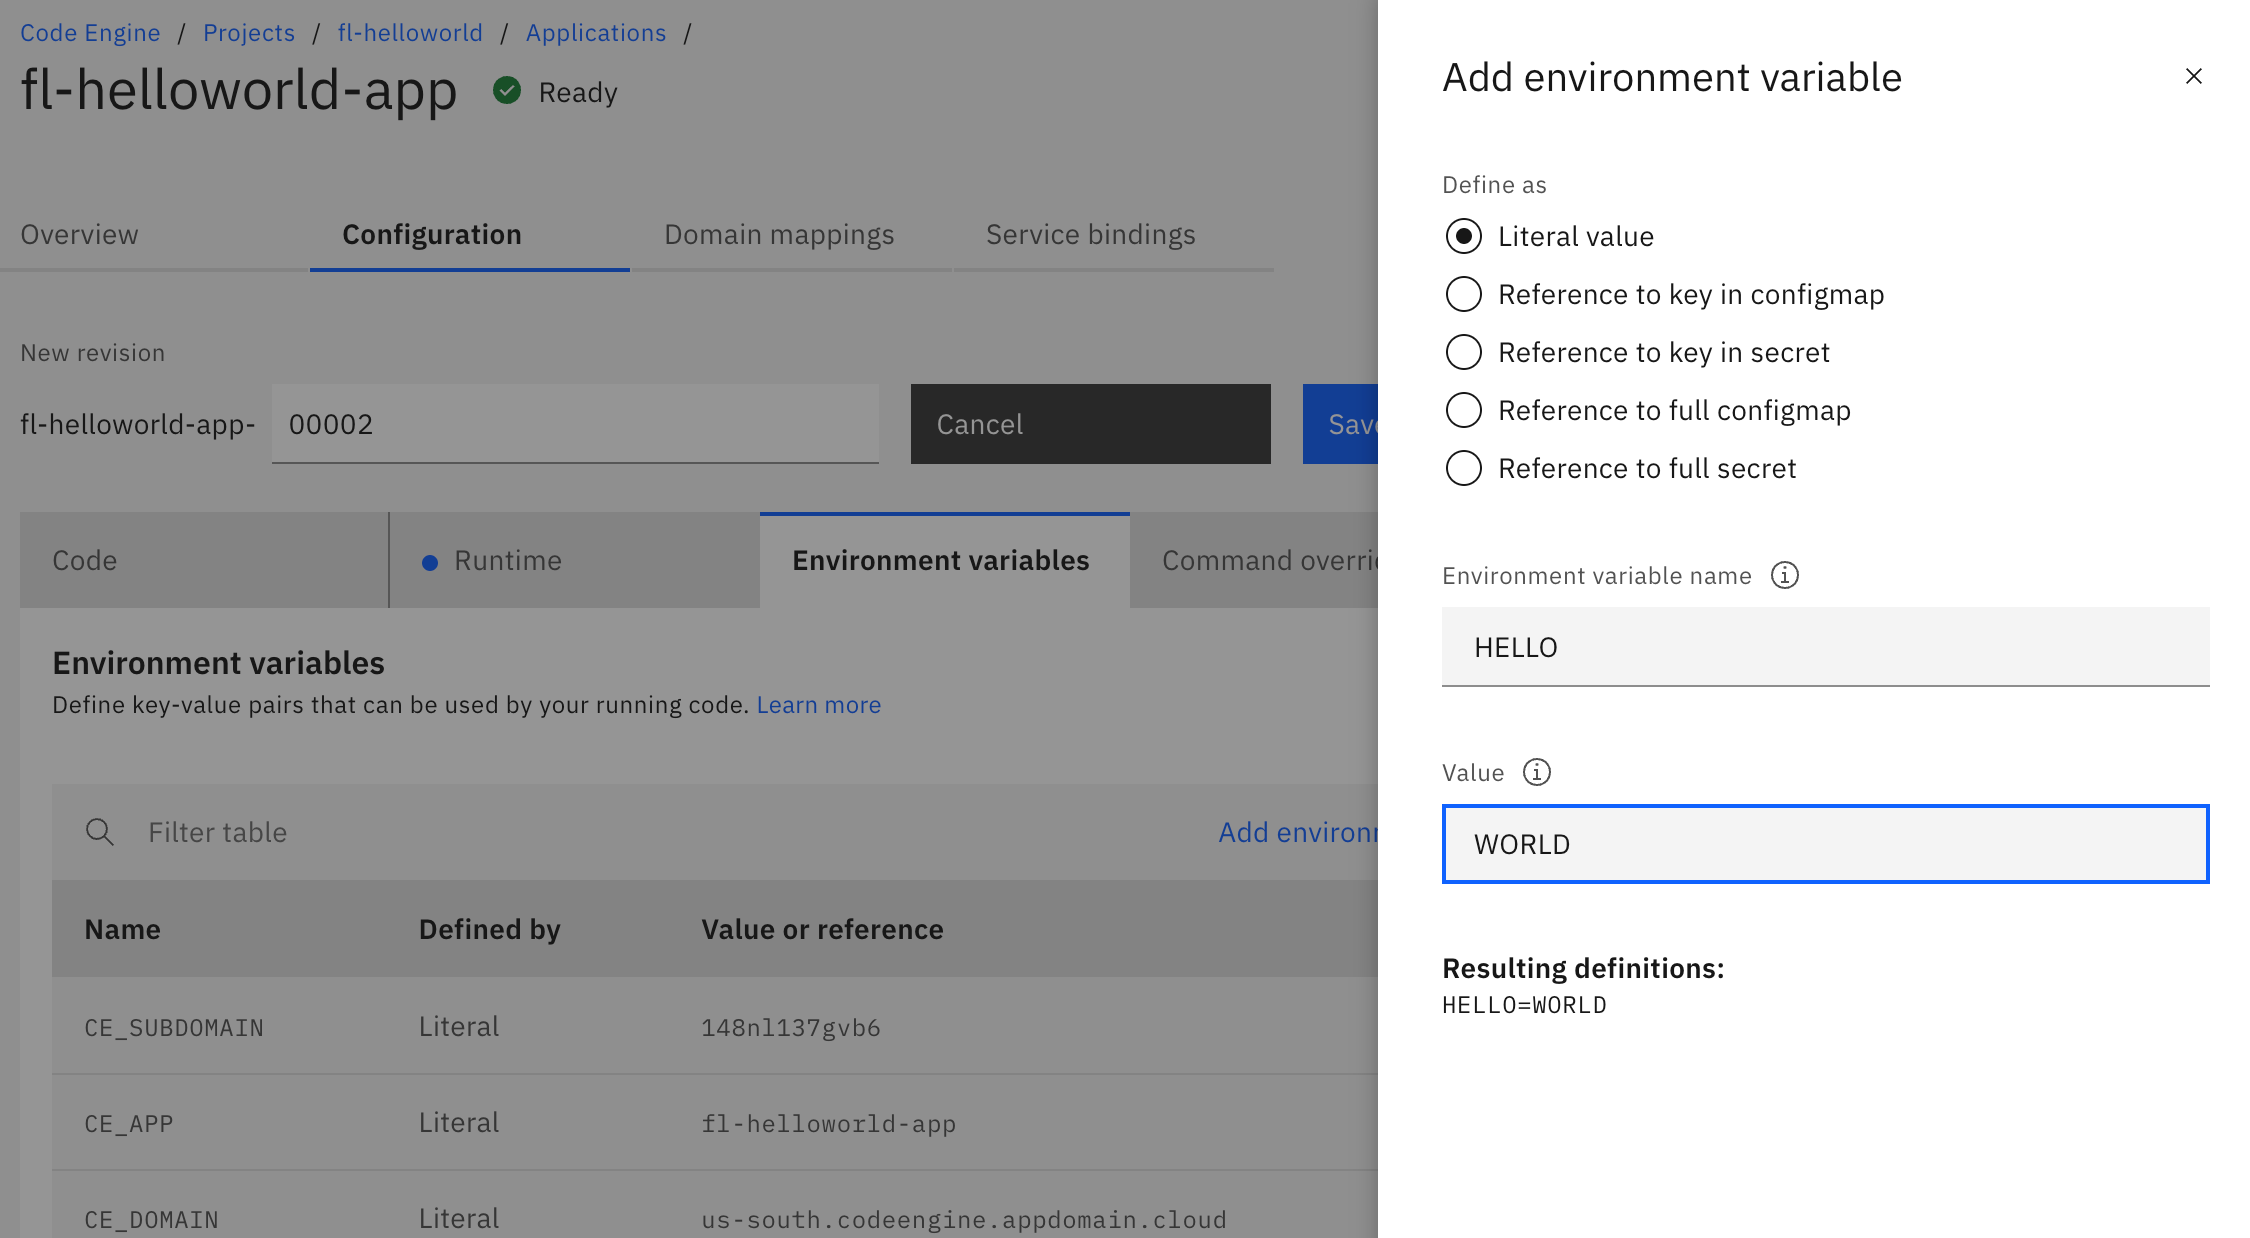 Code Engine / Projects / fl-helloworld / Applications /
fl-helloworld-app Ready
Overview Configuration Domain mappings Service bindings
New revision
fl-helloworld-app- 00002 Cancel
Code Runtime Environment variables Command
Environment variables
Define key-value pairs that can be used by your running code. Learn more
Filter table Add
Name Defined by Value or reference
CE_SUBDOMAIN Literal 148nl137gvb6
CE_APP Literal fl-helloworld-app
CE_DOMAIN Literal us-south.codeengine.appdomain.cloud
Add environment variable
Define as
Literal value
Reference to key in configmap
Reference to key in secret
Reference to full configmap
Reference to full secret
Environment variable name
HELLO
Value
WORLD
Resulting definitions:
HELLO=WORLD